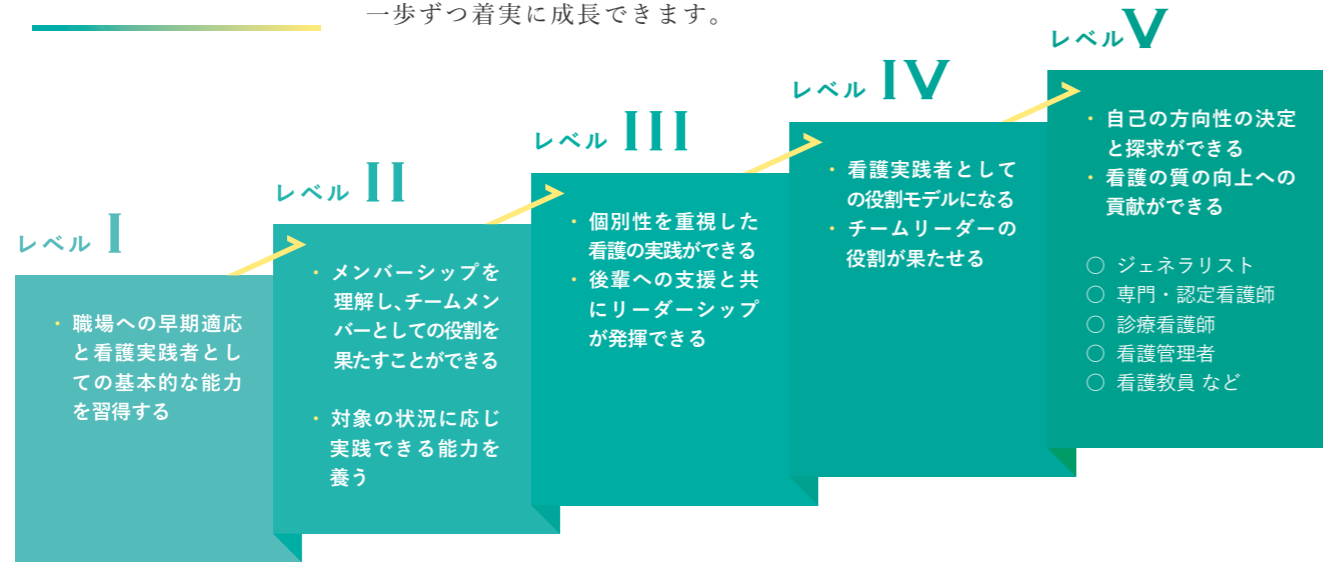 一歩ずつ着実に成長できます。
レベル I
・職場への早期適応
と看護実践者とし
ての基本的な能力
を習得する
レベル II
・メンバーシップを
理解し、チームメン
バーとしての役割を
果たすことができる
・対象の状況に応じ
実践できる能力を
養う
レベル III
・個別性を重視した
看護の実践ができる
・後輩への支援と共
にリーダーシップ
が発揮できる
レベル IV
・看護実践者として
の役割モデルになる
・チームリーダーの
役割が果たせる
レベル V
・自己の方向性の決定
と探求ができる
・看護の質の向上への
貢献ができる
○ ジェネラリスト
○ 専門・認定看護師
○ 診療看護師
○ 看護管理者
○ 看護教員 など